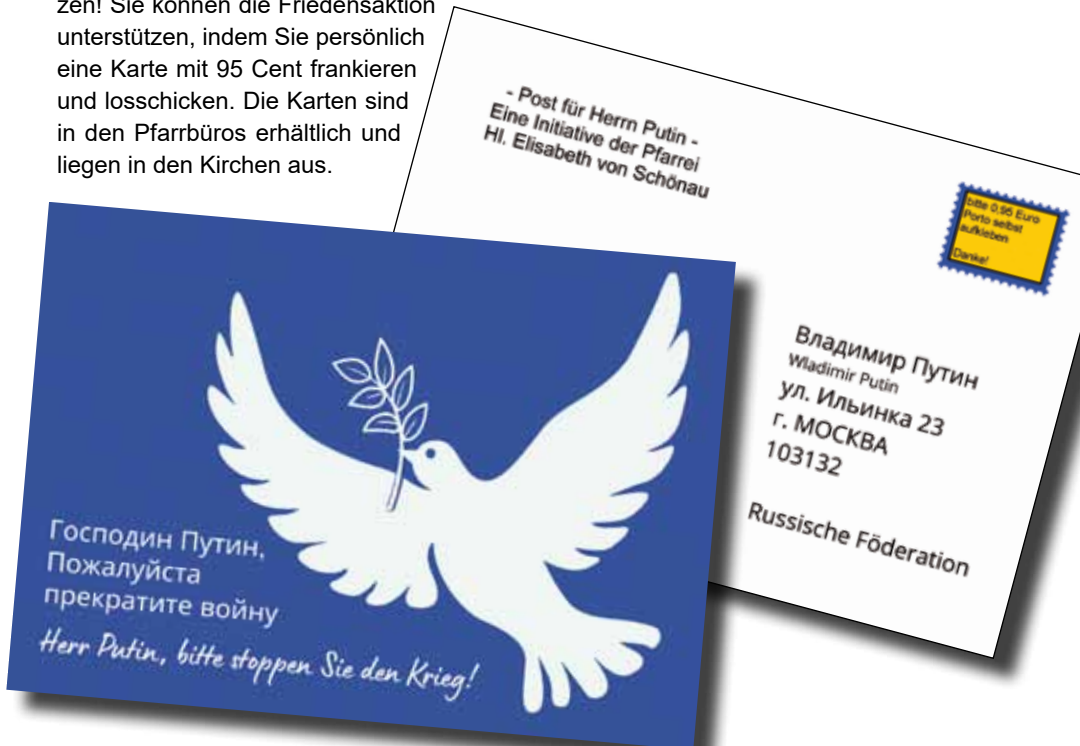 zen! Sie können die Friedensaktion
unterstützen, indem Sie persönlich
eine Karte mit 95 Cent frankieren
und losschicken. Die Karten sind
in den Pfarrbüros erhältlich und
liegen in den Kirchen aus.
- Post für Herrn Putin -
Eine Initiative der Pfarrei
Hl. Elisabeth von Schönau
bitte 0,95 Euro
Porto selbst
aufkleben
Danke!
Владимир Путин
Wladimir Putin
ул. Ильинка 23
г. МОСКВА
103132
Russische Föderation
Господин Путин,
Пожалуйста
прекратите войну
Herr Putin, bitte stoppen Sie den Krieg!